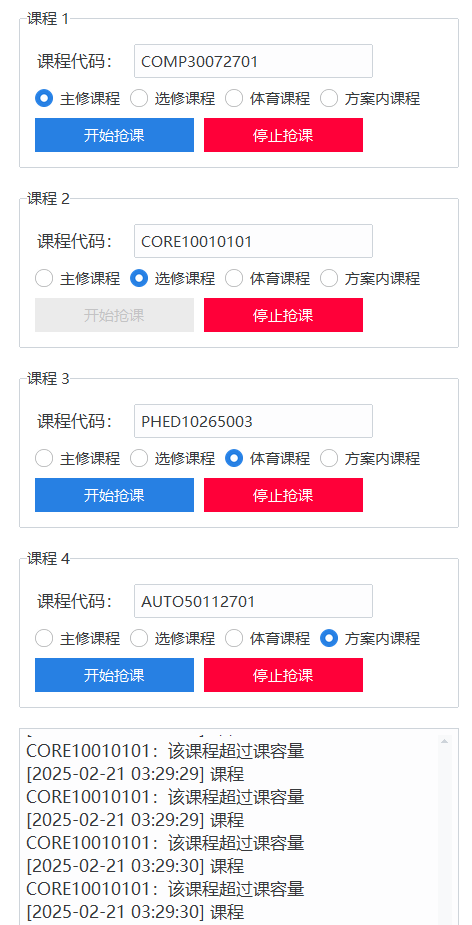 课程 1
课程代码： COMP30072701
主修课程 选修课程 体育课程 方案内课程
开始抢课 停止抢课
课程 2
课程代码： CORE10010101
主修课程 选修课程 体育课程 方案内课程
开始抢课 停止抢课
课程 3
课程代码： PHED10265003
主修课程 选修课程 体育课程 方案内课程
开始抢课 停止抢课
课程 4
课程代码： AUTO50112701
主修课程 选修课程 体育课程 方案内课程
开始抢课 停止抢课
CORE10010101：该课程超过课容量
[2025-02-21 03:29:29] 课程
CORE10010101：该课程超过课容量
[2025-02-21 03:29:29] 课程
CORE10010101：该课程超过课容量
[2025-02-21 03:29:30] 课程
CORE10010101：该课程超过课容量
[2025-02-21 03:29:30] 课程